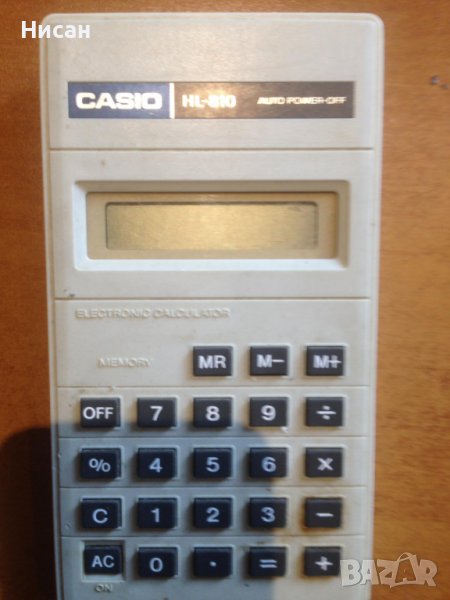 Нисан
CASIO HL-810 AUTO POWER-OFF
ELECTRONIC CALCULATOR
MEMORY MR M- M+
OFF 7 8 9 ÷
% 4 5 6 ×
C 1 2 3 -
AC 0 . = +
ON
BAZAR